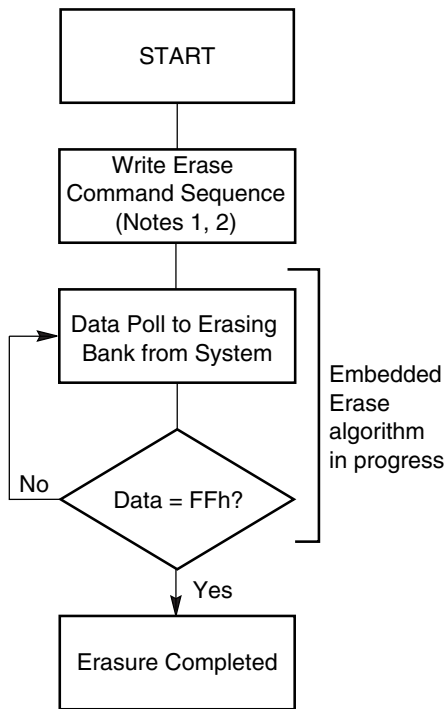 START
Write Erase
Command Sequence
(Notes 1, 2)
Data Poll to Erasing
Bank from System
Embedded
Erase
algorithm
in progress
No
Data = FFh?
Yes
Erasure Completed